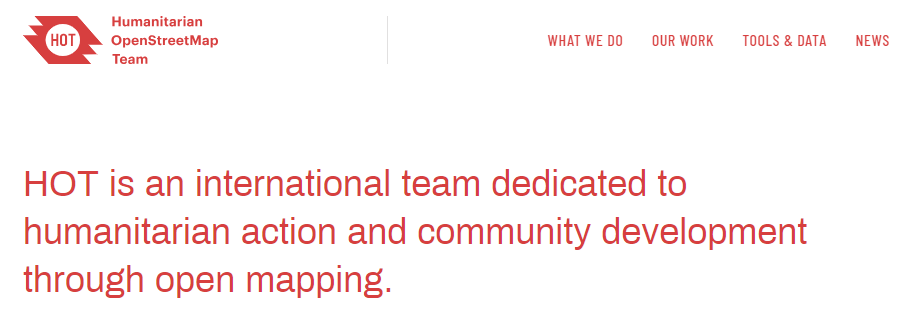 HOT
Humanitarian
OpenStreetMap
Team
WHAT WE DO OUR WORK TOOLS & DATA NEWS
HOT is an international team dedicated to
humanitarian action and community development
through open mapping.